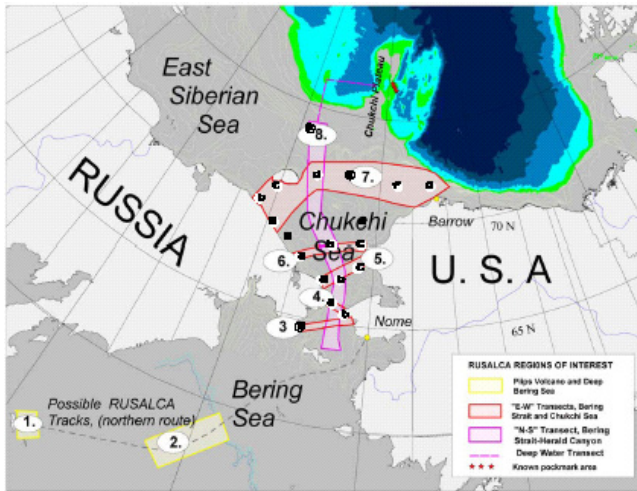 East
Siberian
Sea
Chukchi Plateau
8.
7.
RUSSIA
Chukchi
Sea
Barrow
70 N
6.
5.
U. S. A
4.
3
Nome
65 N
Bering
Sea
Possible RUSALCA
Tracks, (northern route)
1.
2.
RUSALCA REGIONS OF INTEREST
Piips Volcano and Deep
Bering Sea
"E-W" Transects, Bering
Strait and Chukchi Sea
"N-S" Transect, Bering
Strait-Herald Canyon
Deep Water Transect
Known pockmark area